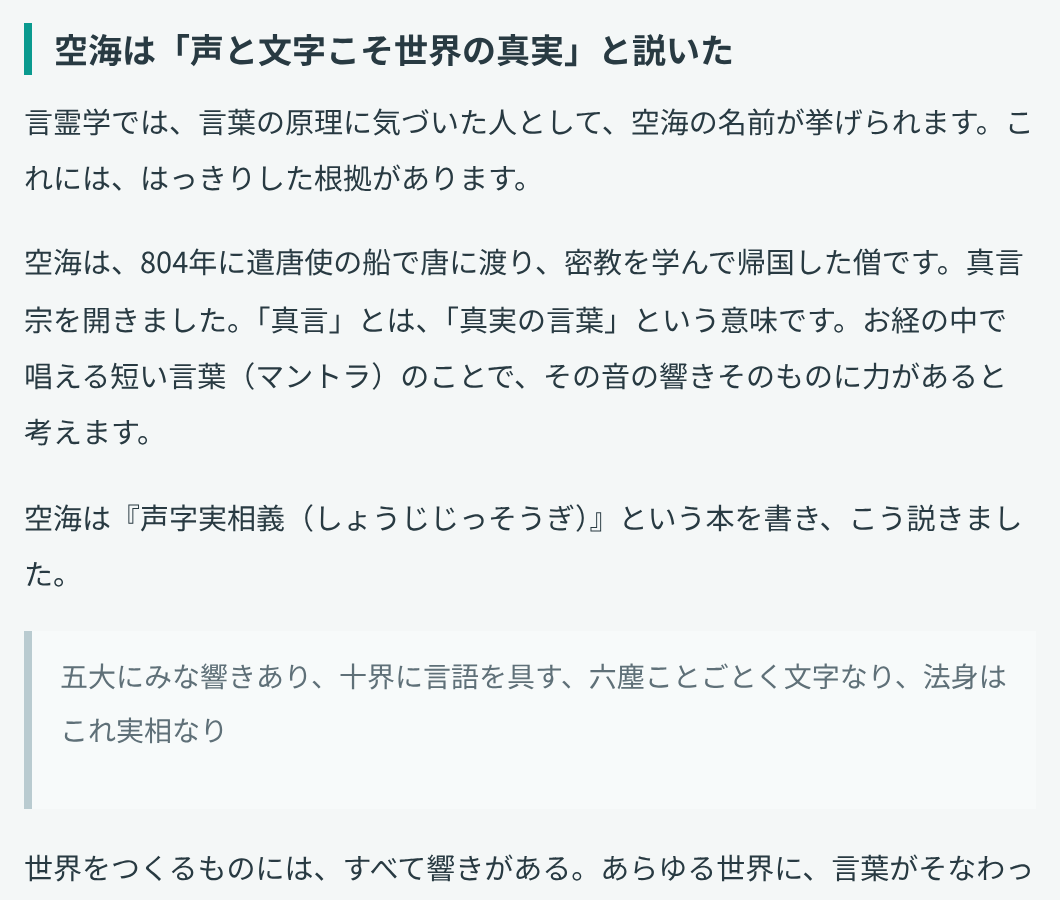 空海は「声と文字こそ世界の真実」と説いた
言霊学では、言葉の原理に気づいた人として、空海の名前が挙げられます。こ
れには、はっきりした根拠があります。
空海は、804年に遣唐使の船で唐に渡り、密教を学んで帰国した僧です。真言
宗を開きました。「真言」とは、「真実の言葉」という意味です。お経の中で
唱える短い言葉（マントラ）のことで、その音の響きそのものに力があると
考えます。
空海は『声字実相義（しょうじじっそうぎ）』という本を書き、こう説きまし
た。
五大にみな響きあり、十界に言語を具す、六塵ことごとく文字なり、法身は
これ実相なり
世界をつくるものには、すべて響きがある。あらゆる世界に、言葉がそなわっ